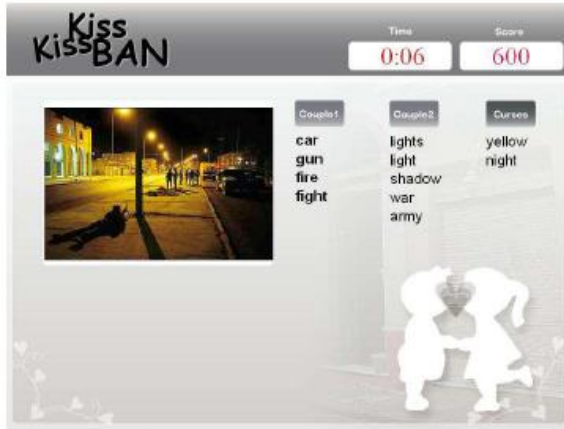 Kiss
KissBAN
Time
Score
0:06
600
Couple1
Couple2
Curses
car
gun
fire
fight
lights
light
shadow
war
army
yellow
night